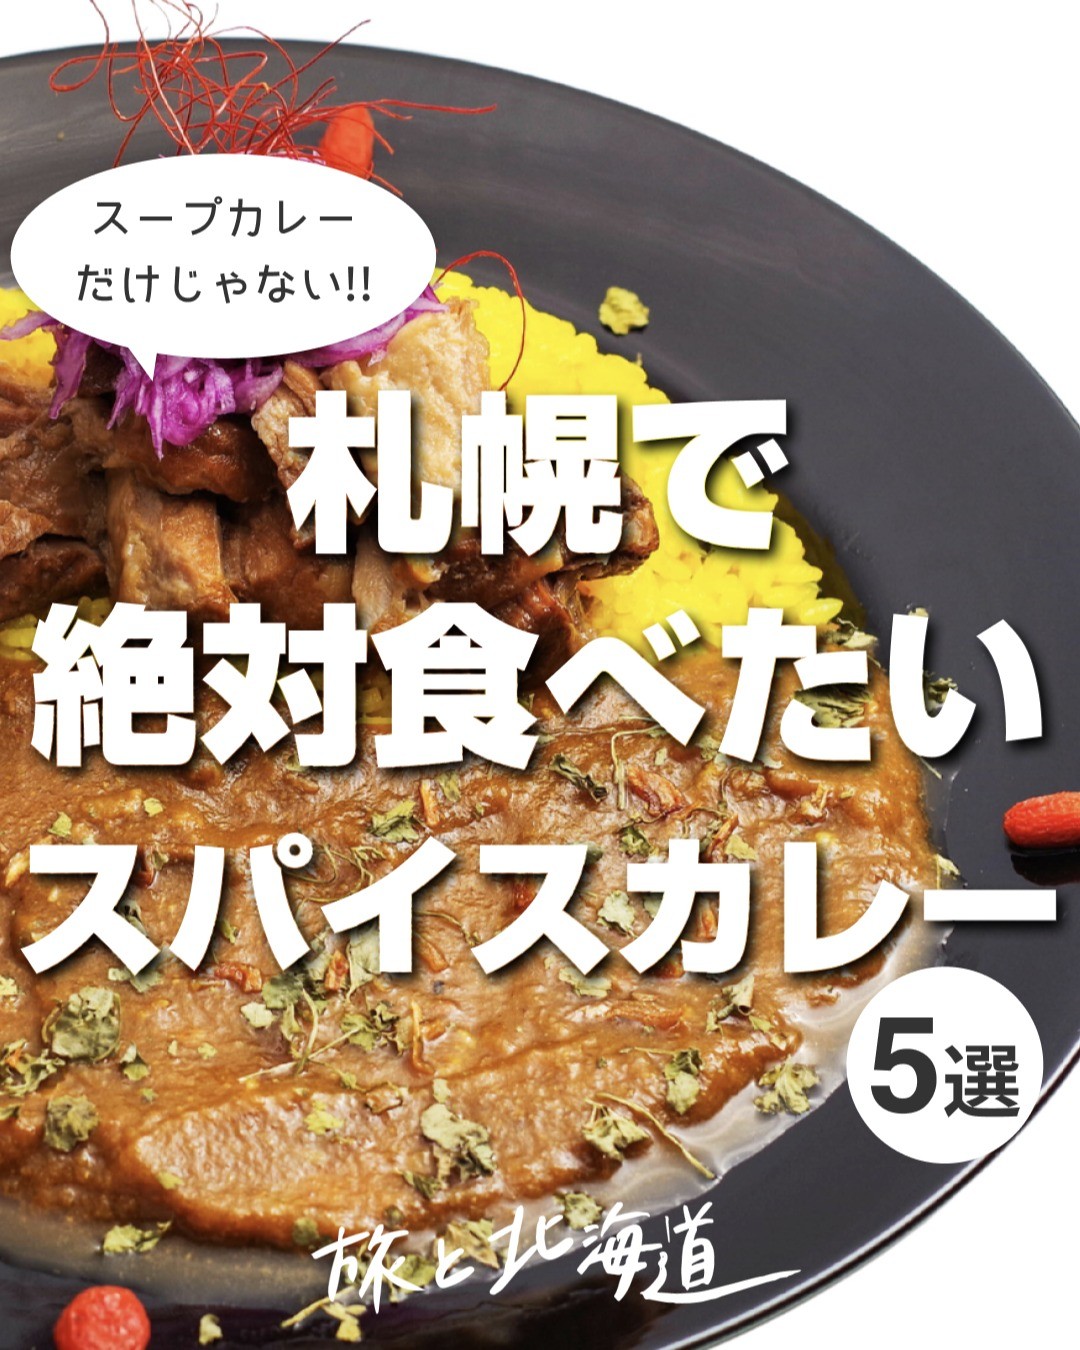 スープカレー
だけじゃない!!
札幌で
絶対食べたい
スパイスカレー
5選
旅と北海道